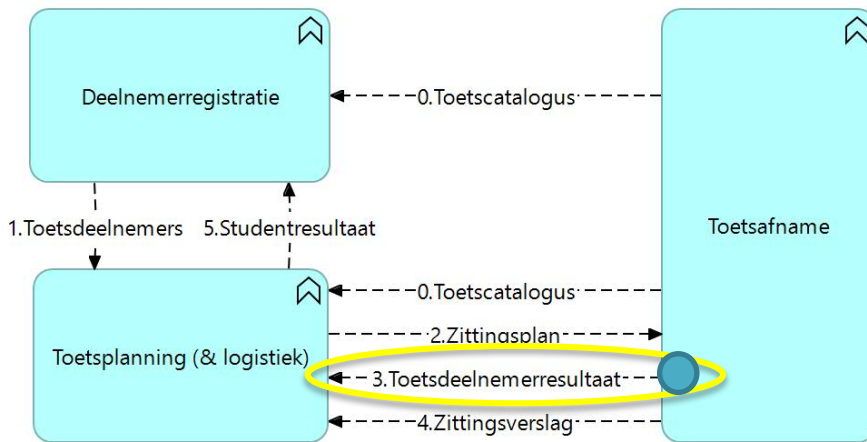 Deelnemerregistratie
0.Toetscatalogus
Toetsafname
1.Toetsdeelnemers
5.Studentresultaat
0.Toetscatalogus
2.Zittingsplan
Toetsplanning (& logistiek)
3.Toetsdeelnemerresultaat
4.Zittingsverslag